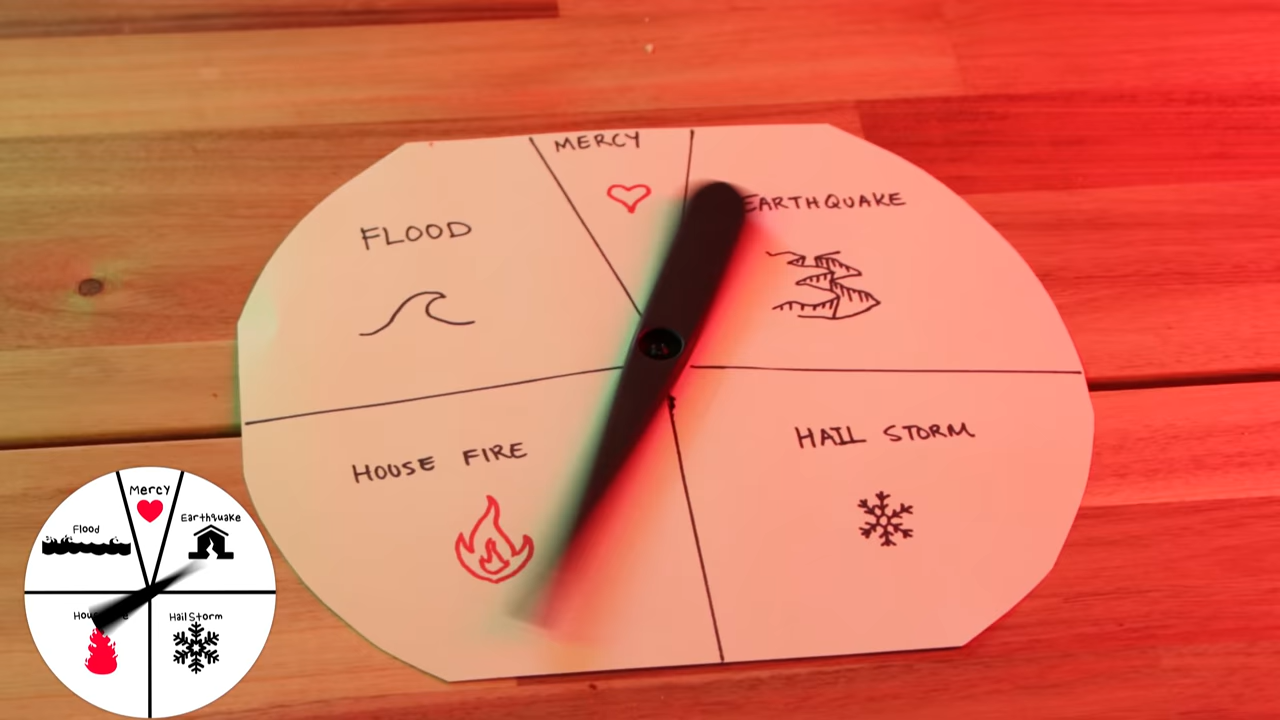 MERCY
EARTHQUAKE
FLOOD
HOUSE FIRE
HAIL STORM
Mercy
Flood
Earthquake
Hail Storm